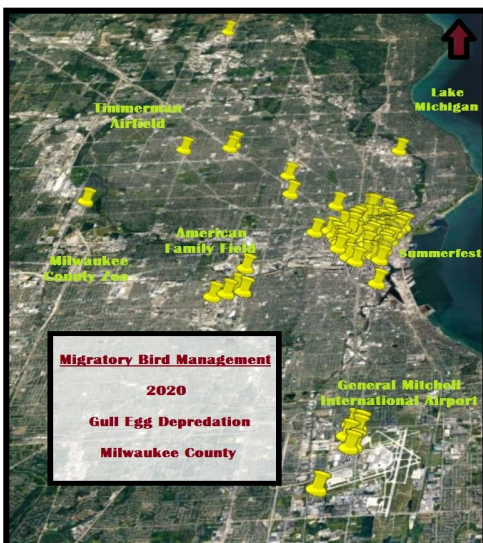 Lake
Michigan
Timmerman
Airfield
American
Family Field
Milwaukee
County Zoo
Summerfest
Migratory Bird Management
2020
Gull Egg Depredation
Milwaukee County
General Mitchell
International Airport